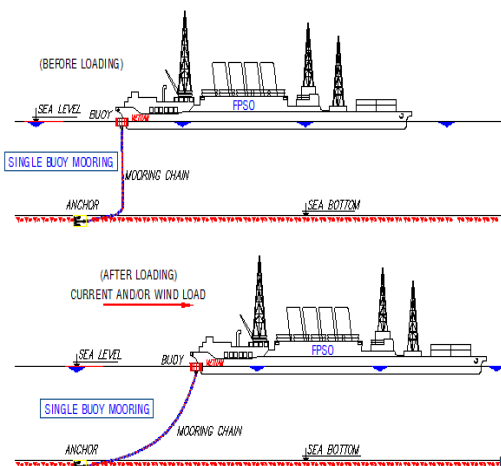 (BEFORE LOADING)
FPSO
SEA LEVEL
BUOY
SINGLE BUOY MOORING
MOORING CHAIN
ANCHOR
SEA BOTTOM
(AFTER LOADING)
CURRENT AND/OR WIND LOAD
FPSO
SEA LEVEL
BUOY
SINGLE BUOY MOORING
MOORING CHAIN
ANCHOR
SEA BOTTOM